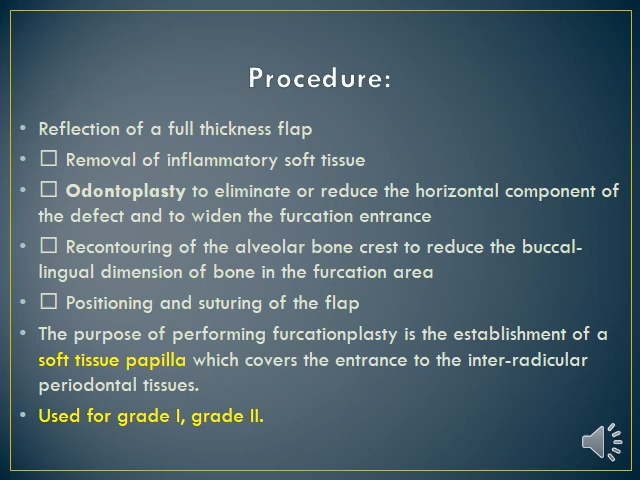 Procedure:
• Reflection of a full thickness flap
• □ Removal of inflammatory soft tissue
• □ Odontoplasty to eliminate or reduce the horizontal component of
the defect and to widen the furcation entrance
• □ Recontouring of the alveolar bone crest to reduce the buccal-
lingual dimension of bone in the furcation area
• □ Positioning and suturing of the flap
• The purpose of performing furcationplasty is the establishment of a
soft tissue papilla which covers the entrance to the inter-radicular
periodontal tissues.
• Used for grade I, grade II.